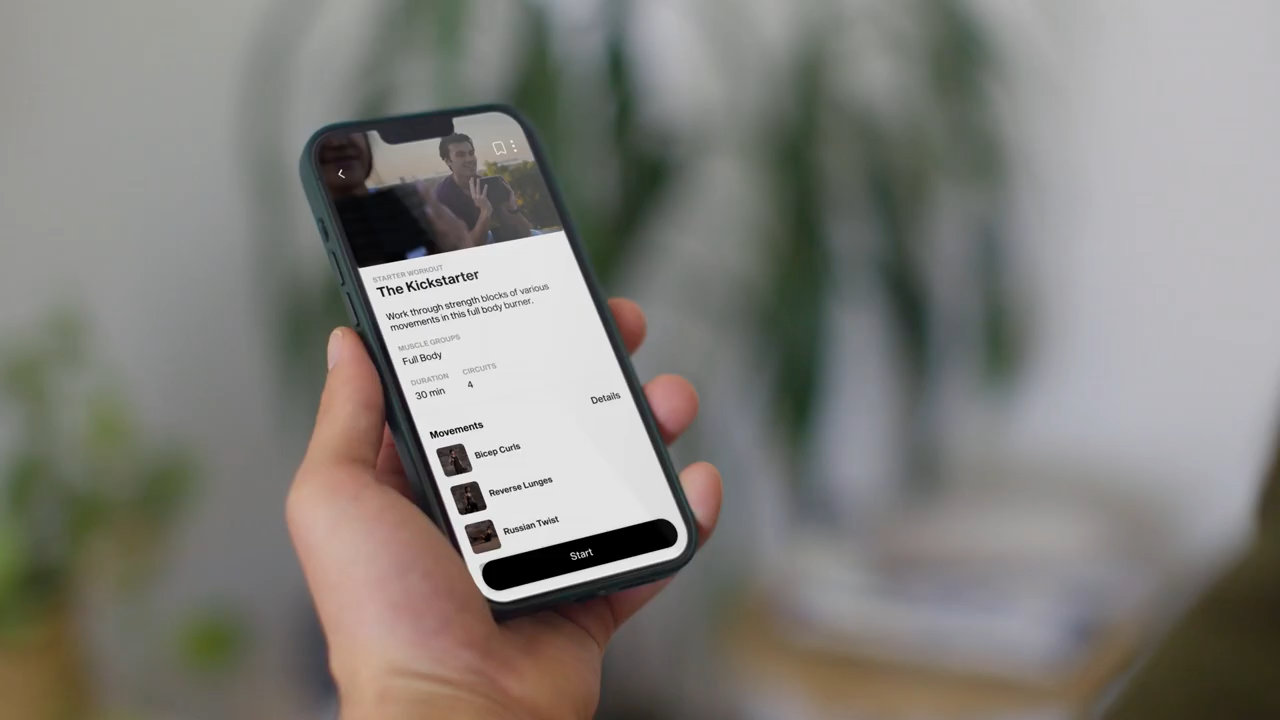 STARTER WORKOUT
The Kickstarter
Work through strength blocks of various
movements in this full body burner.
MUSCLE GROUPS
Full Body
DURATION CIRCUITS
30 min 4
Details
Movements
Bicep Curls
Reverse Lunges
Russian Twist
Start